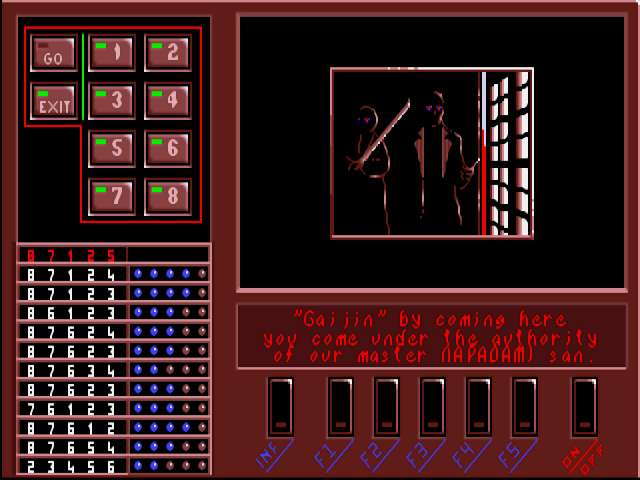 GO 1 2
EXIT 3 4
5 6
7 8
8 7 1 2 5
8 7 1 2 4
8 7 1 2 3
8 6 1 2 3
8 7 6 2 4
8 7 6 2 3
8 7 6 3 4
8 7 6 2 3
7 6 1 2 3
8 7 6 1 2
8 7 6 5 4
2 3 4 5 6
"Gaijin" by coming here
you come under the authority
of our master san.
INF F1 F2 F3 F4 F5 ON
OFF